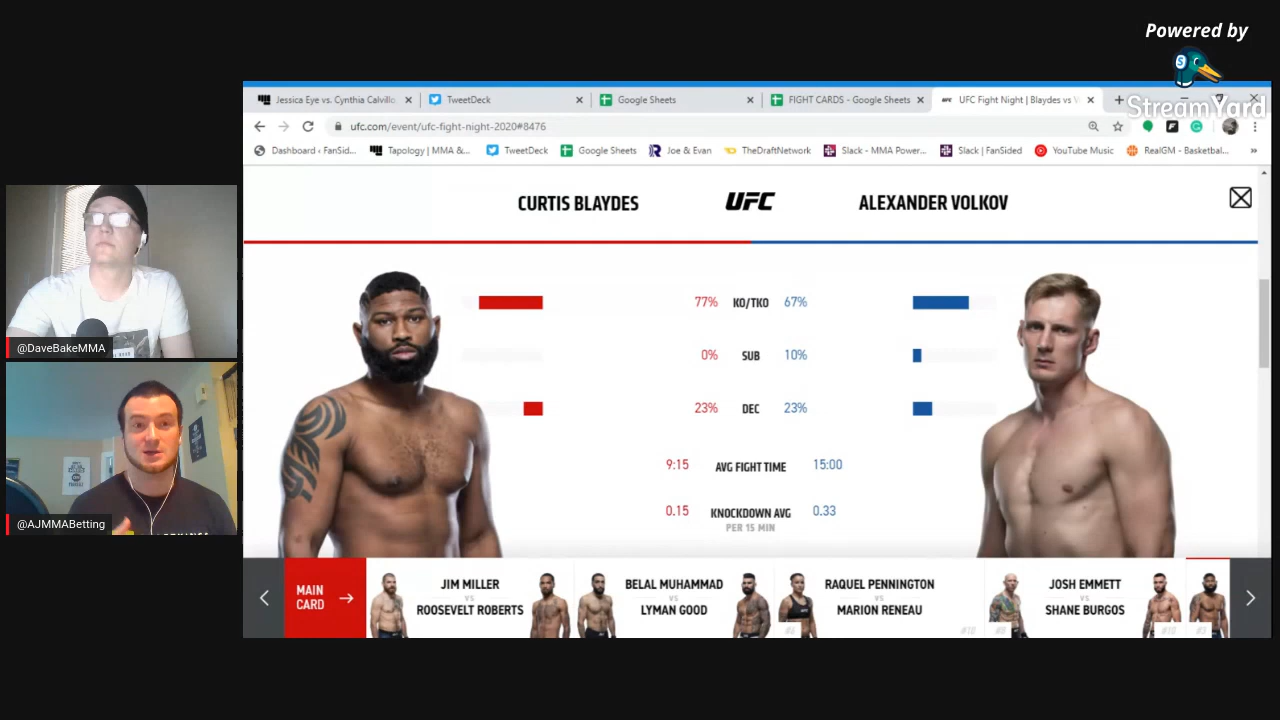 Powered by
StreamYard
Jessica Eye vs. Cynthia Calvillo
TweetDeck
Google Sheets
FIGHT CARDS - Google Sheets
UFC Fight Night | Blaydes vs V
ufc.com/event/ufc-fight-night-2020#8476
Dashboard ‹ FanSid...
Tapology | MMA &...
TweetDeck
Google Sheets
Joe & Evan
TheDraftNetwork
Slack - MMA Power...
Slack | FanSided
YouTube Music
RealGM - Basketbal...
CURTIS BLAYDES
UFC
ALEXANDER VOLKOV
77% KO/TKO 67%
0% SUB 10%
23% DEC 23%
9:15 AVG FIGHT TIME 15:00
0.15 KNOCKDOWN AVG 0.33
PER 15 MIN
@DaveBakeMMA
@AJMMABetting
MAIN
CARD
JIM MILLER
VS
ROOSEVELT ROBERTS
BELAL MUHAMMAD
VS
LYMAN GOOD
RAQUEL PENNINGTON
VS
MARION RENEAU
JOSH EMMETT
VS
SHANE BURGOS
#10